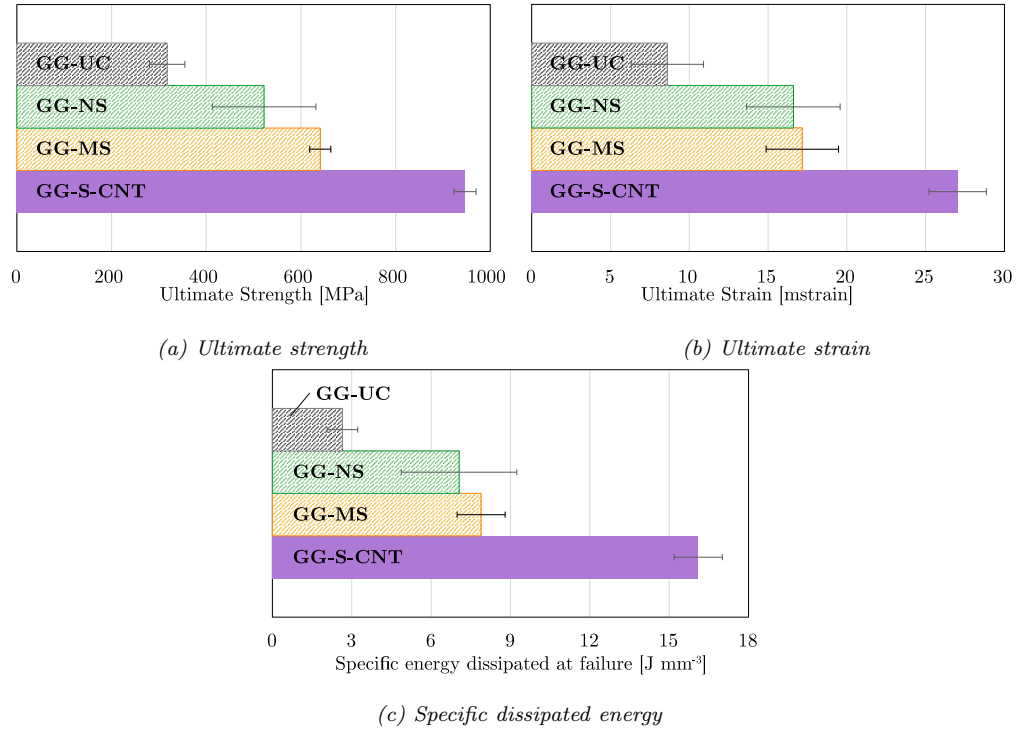 GG-UC
GG-NS
GG-MS
GG-S-CNT
0 200 400 600 800 1000
Ultimate Strength [MPa]
(a) Ultimate strength
GG-UC
GG-NS
GG-MS
GG-S-CNT
0 5 10 15 20 25 30
Ultimate Strain [mstrain]
(b) Ultimate strain
GG-UC
GG-NS
GG-MS
GG-S-CNT
0 3 6 9 12 15 18
Specific energy dissipated at failure [J mm⁻³]
(c) Specific dissipated energy